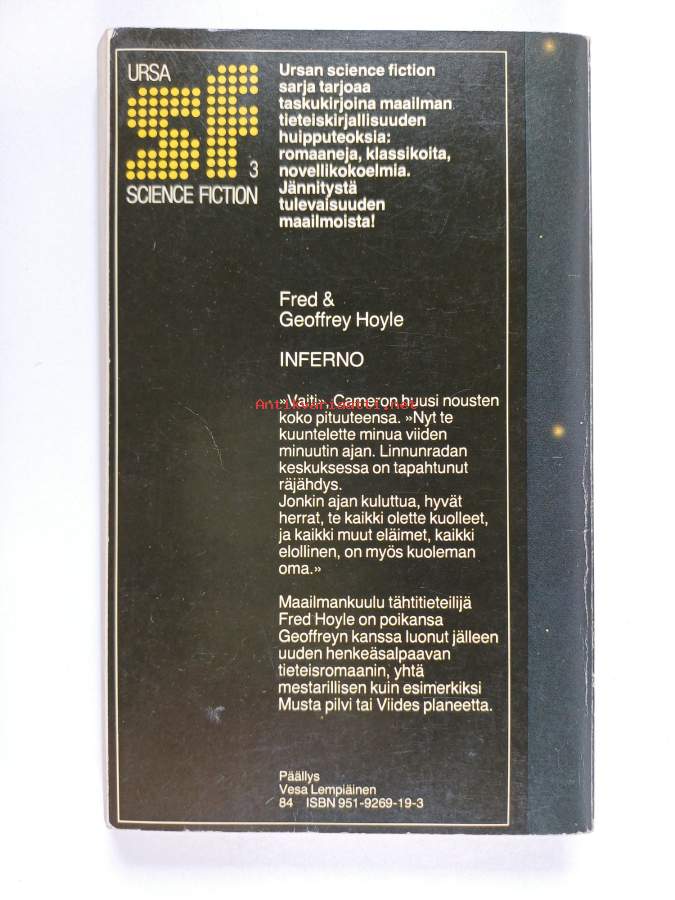 URSA
sf
3
SCIENCE FICTION
Ursan science fiction
sarja tarjoaa
taskukirjoina maailman
tieteiskirjallisuuden
huipputeoksia:
romaaneja, klassikoita,
novellikokoelmia.
Jännitystä
tulevaisuuden
maailmoista!
Fred &
Geoffrey Hoyle
INFERNO
»Vaiti», Cameron huusi nousten
Antikvariaatti.net
koko pituuteensa. »Nyt te
kuuntelette minua viiden
minuutin ajan. Linnunradan
keskuksessa on tapahtunut
räjähdys.
Jonkin ajan kuluttua, hyvät
herrat, te kaikki olette kuolleet,
ja kaikki muut eläimet, kaikki
elollinen, on myös kuoleman
oma.»
Maailmankuulu tähtitieteilijä
Fred Hoyle on poikansa
Geoffreyn kanssa luonut jälleen
uuden henkeäsalpaavan
tieteisromaanin, yhtä
mestarillisen kuin esimerkiksi
Musta pilvi tai Viides planeetta.
Päällys
Vesa Lempiäinen
84 ISBN 951-9269-19-3